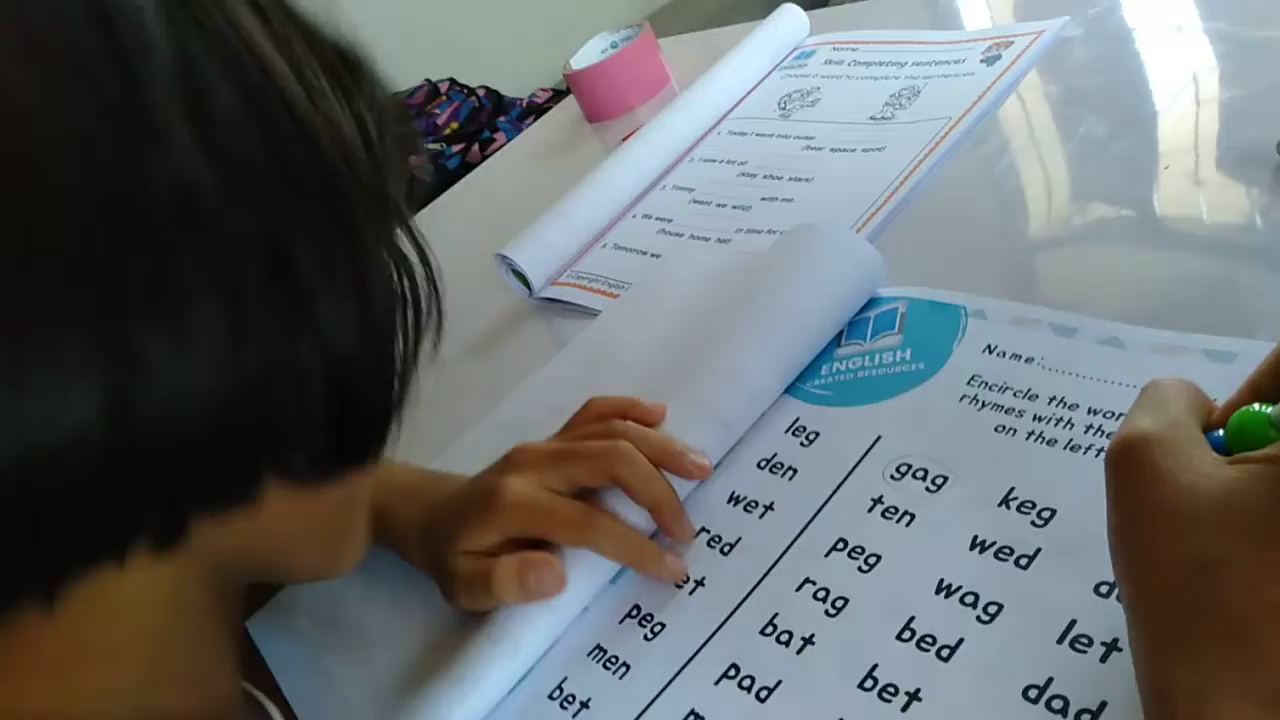 Name
Skill: Completing sentences
Choose a word to complete the sentences
1. Today I went into outer
(bear space spot)
2. I saw a lot of
(stay shoe stars)
3. Timmy with me.
(went we wild)
4. We were in time for
(house home hat)
5. Tomorrow we
ENGLISH
CREATED RESOURCES
Name:
Encircle the
rhymes with the
on the left
leg gag keg
den ten wed
wet peg wag let
red rag bed dad
bat bet
peg pad
men
bet